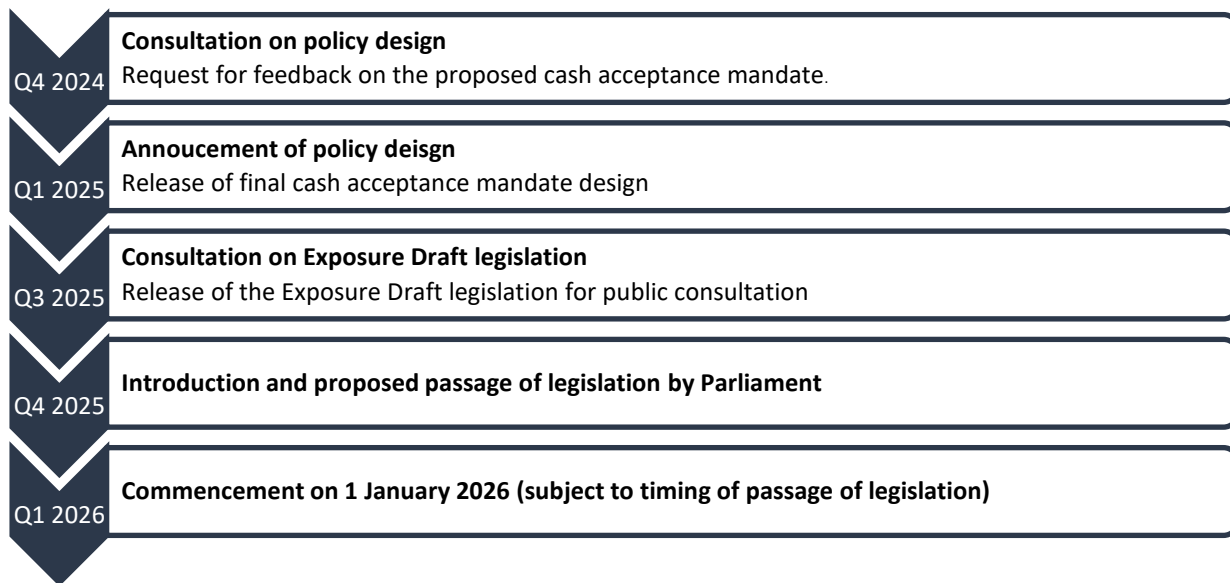 Consultation on policy design
Q4 2024
Request for feedback on the proposed cash acceptance mandate.
Annoucement of policy deisgn
Q1 2025
Release of final cash acceptance mandate design
Consultation on Exposure Draft legislation
Q3 2025
Release of the Exposure Draft legislation for public consultation
Q4 2025
Introduction and proposed passage of legislation by Parliament
Q1 2026
Commencement on 1 January 2026 (subject to timing of passage of legislation)